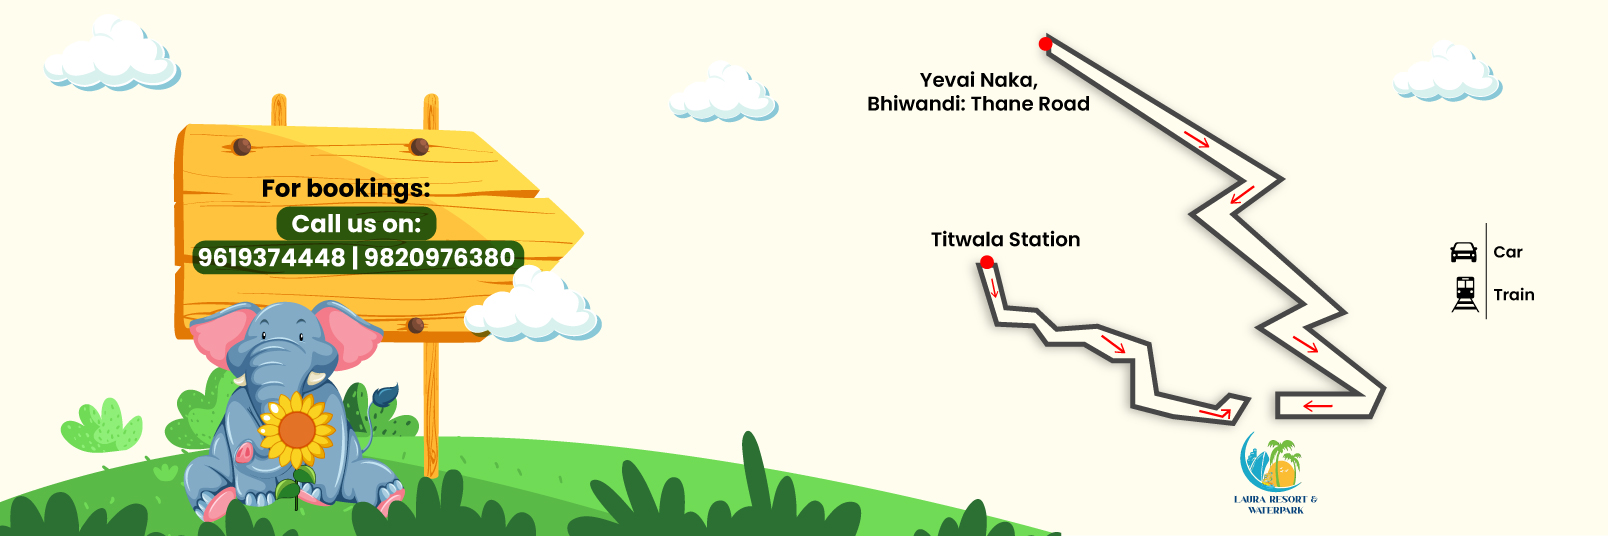 For bookings:
Call us on:
9619374448 | 9820976380
Yevai Naka,
Bhiwandi: Thane Road
Titwala Station
Car
Train
LAURA RESORT &
WATERPARK